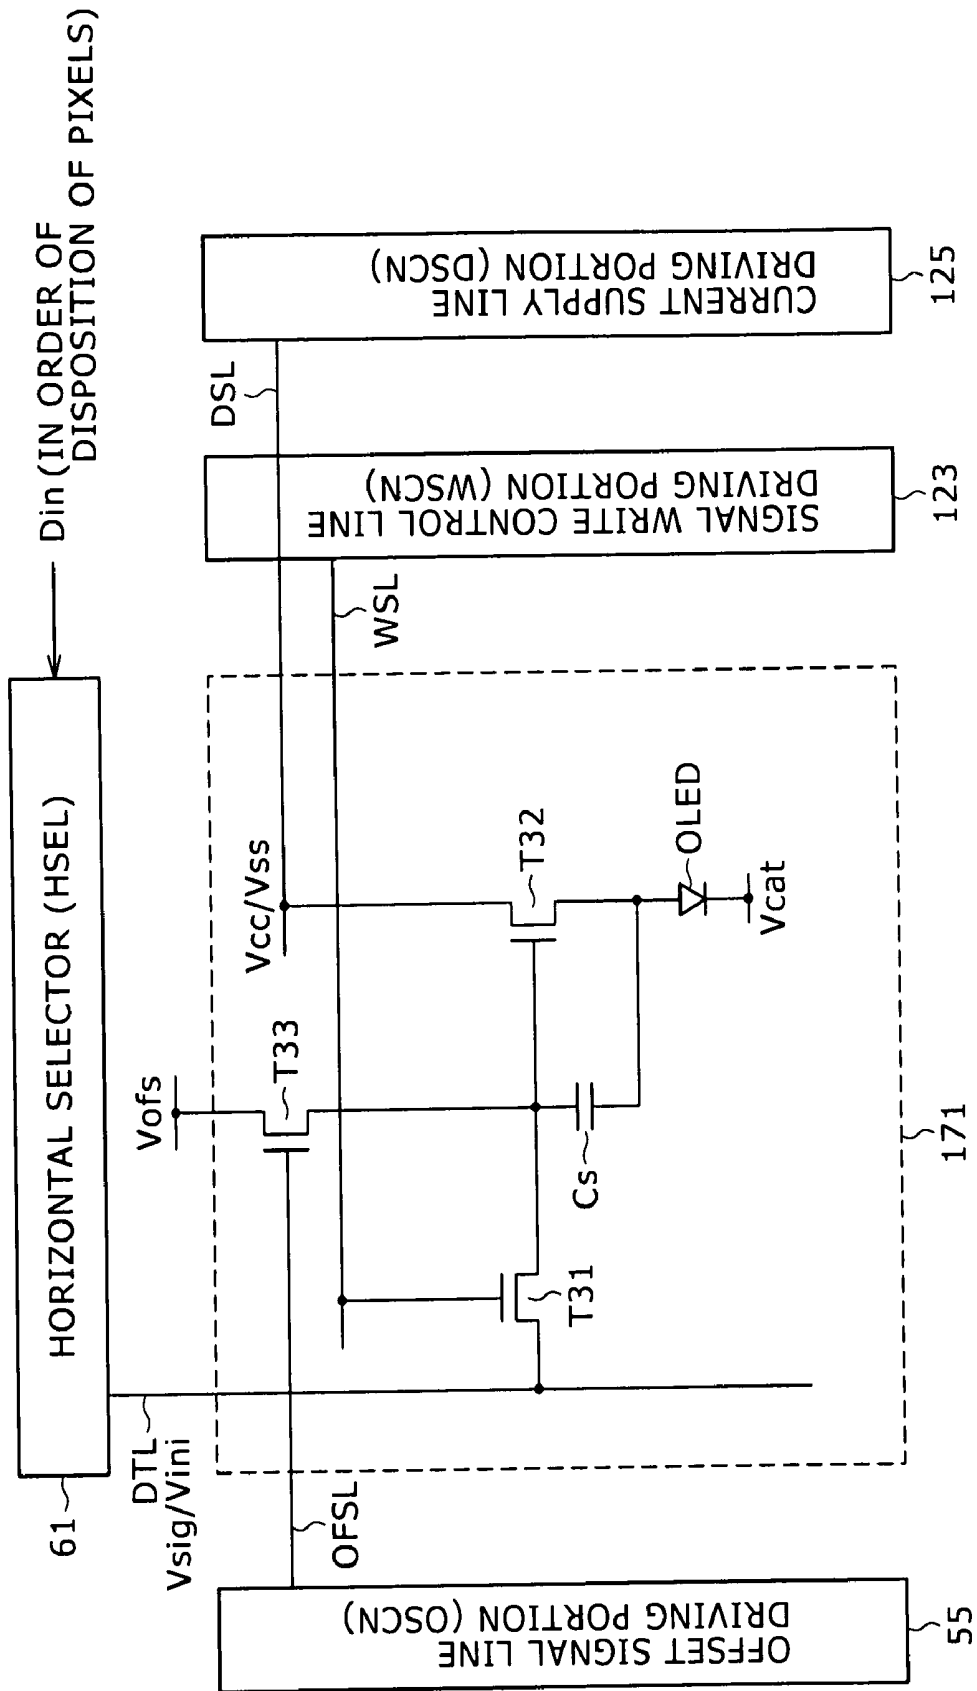 Din (IN ORDER OF
DISPOSITION OF PIXELS)
HORIZONTAL SELECTOR (HSEL)
61
DTL
Vsig/Vini
Vofs
OFSL
T33
Vcc/Vss
DSL
WSL
T31
Cs
T32
OLED
Vcat
171
OFFSET SIGNAL LINE
DRIVING PORTION (OSCN)
55
SIGNAL WRITE CONTROL LINE
DRIVING PORTION (WSCN)
123
CURRENT SUPPLY LINE
DRIVING PORTION (DSCN)
125